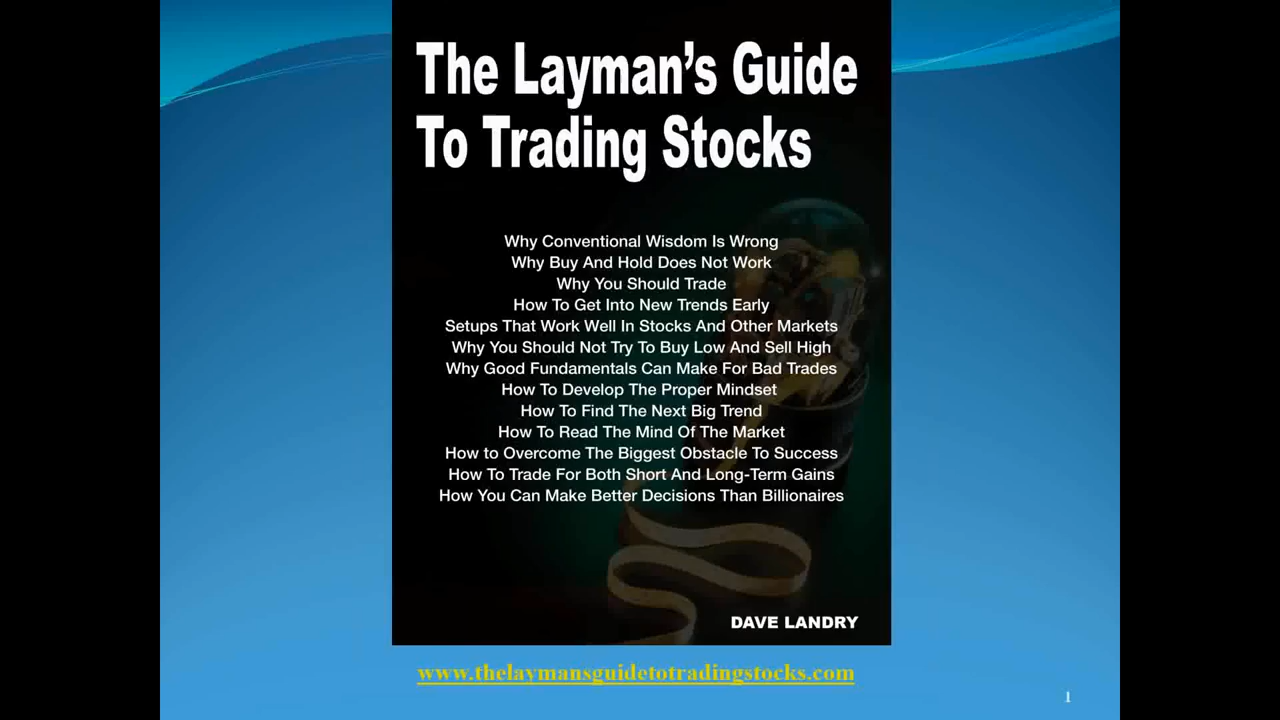 The Layman's Guide
To Trading Stocks
Why Conventional Wisdom Is Wrong
Why Buy And Hold Does Not Work
Why You Should Trade
How To Get Into New Trends Early
Setups That Work Well In Stocks And Other Markets
Why You Should Not Try To Buy Low And Sell High
Why Good Fundamentals Can Make For Bad Trades
How To Develop The Proper Mindset
How To Find The Next Big Trend
How To Read The Mind Of The Market
How to Overcome The Biggest Obstacle To Success
How To Trade For Both Short And Long-Term Gains
How You Can Make Better Decisions Than Billionaires
DAVE LANDRY
www.thelaymansguidetotradingstocks.com
1